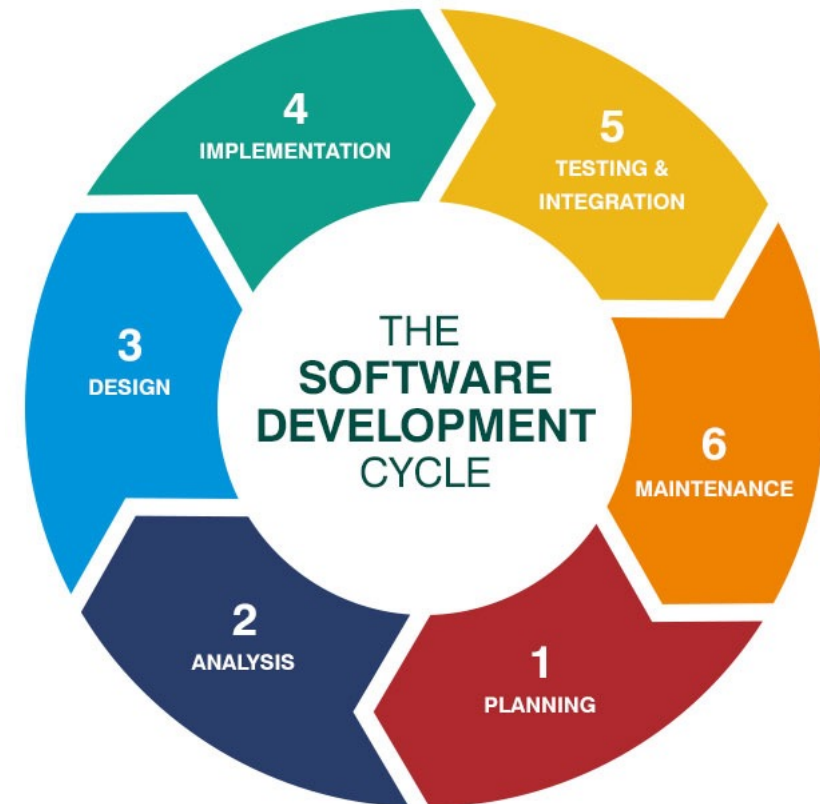 THE
SOFTWARE
DEVELOPMENT
CYCLE
1
PLANNING
2
ANALYSIS
3
DESIGN
4
IMPLEMENTATION
5
TESTING &
INTEGRATION
6
MAINTENANCE